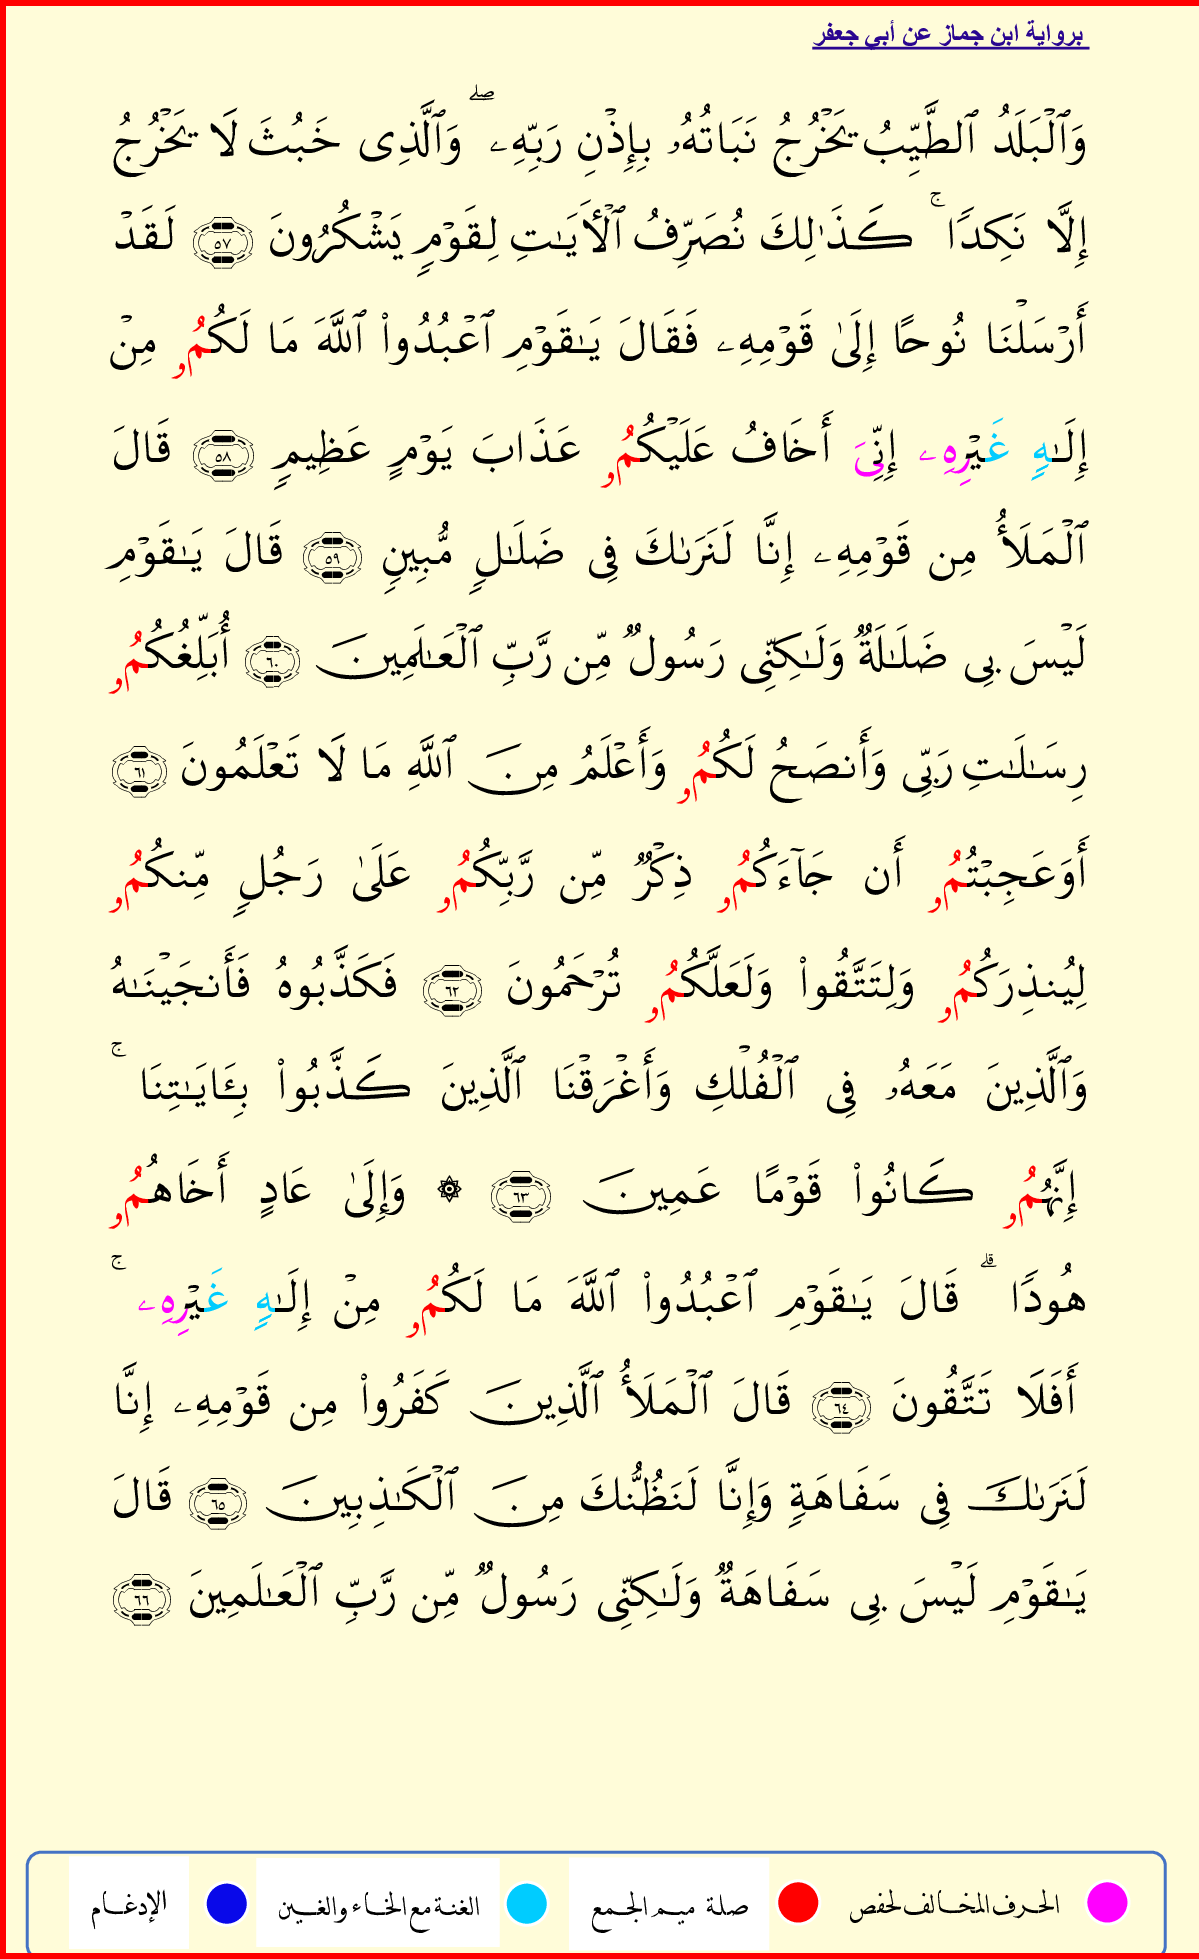 برواية ابن جماز عن أبي جعفر
وَٱلۡبَلَدُ ٱلطَّيِّبُ يَخۡرُجُ نَبَاتُهُۥ بِإِذۡنِ رَبِّهِۦۖ وَٱلَّذِى خَبُثَ لَا يَخۡرُجُ
إِلَّا نَكِدًاۚ كَذَٰلِكَ نُصَرِّفُ ٱلۡأٓيَٰتِ لِقَوۡمٍ يَشۡكُرُونَ ٥٧ لَقَدۡ
أَرۡسَلۡنَا نُوحًا إِلَىٰ قَوۡمِهِۦ فَقَالَ يَٰقَوۡمِ ٱعۡبُدُواْ ٱللَّهَ مَا لَكُمُۥ مِنۡ
إِلَٰهٍ غَيۡرِهِۦ إِنِّىَ أَخَافُ عَلَيۡكُمُۥ عَذَابَ يَوۡمٍ عَظِيمٍ ٥٨ قَالَ
ٱلۡمَلَأُ مِن قَوۡمِهِۦ إِنَّا لَنَرَىٰكَ فِى ضَلَٰلٍ مُّبِينٍ ٥٩ قَالَ يَٰقَوۡمِ
لَيۡسَ بِى ضَلَٰلَةٌ وَلَٰكِنِّى رَسُولٌ مِّن رَّبِّ ٱلۡعَٰلَمِينَ ٦٠ أُبَلِّغُكُمُۥ
رِسَٰلَٰتِ رَبِّى وَأَنصَحُ لَكُمُۥ وَأَعۡلَمُ مِنَ ٱللَّهِ مَا لَا تَعۡلَمُونَ ٦١
أَوَعَجِبۡتُمُۥ أَن جَآءَكُمُۥ ذِكۡرٌ مِّن رَّبِّكُمُۥ عَلَىٰ رَجُلٍ مِّنكُمُۥ
لِيُنذِرَكُمُۥ وَلِتَتَّقُواْ وَلَعَلَّكُمُۥ تُرۡحَمُونَ ٦٢ فَكَذَّبُوهُ فَأَنجَيۡنَٰهُ
وَٱلَّذِينَ مَعَهُۥ فِى ٱلۡفُلۡكِ وَأَغۡرَقۡنَا ٱلَّذِينَ كَذَّبُواْ بِـَٔايَٰتِنَاۚ
إِنَّهُمُۥ كَانُواْ قَوۡمًا عَمِينَ ٦٣ ۞ وَإِلَىٰ عَادٍ أَخَاهُمُۥ
هُودًاۗ قَالَ يَٰقَوۡمِ ٱعۡبُدُواْ ٱللَّهَ مَا لَكُمُۥ مِنۡ إِلَٰهٍ غَيۡرِهِۦۚ
أَفَلَا تَتَّقُونَ ٦٤ قَالَ ٱلۡمَلَأُ ٱلَّذِينَ كَفَرُواْ مِن قَوۡمِهِۦ إِنَّا
لَنَرَىٰكَ فِى سَفَاهَةٍ وَإِنَّا لَنَظُنُّكَ مِنَ ٱلۡكَٰذِبِينَ ٦٥ قَالَ
يَٰقَوۡمِ لَيۡسَ بِى سَفَاهَةٌ وَلَٰكِنِّى رَسُولٌ مِّن رَّبِّ ٱلۡعَٰلَمِينَ ٦٦
الحرف المخالف لحفص صلة ميم الجمع الغنة مع الخاء والغين الإدغام